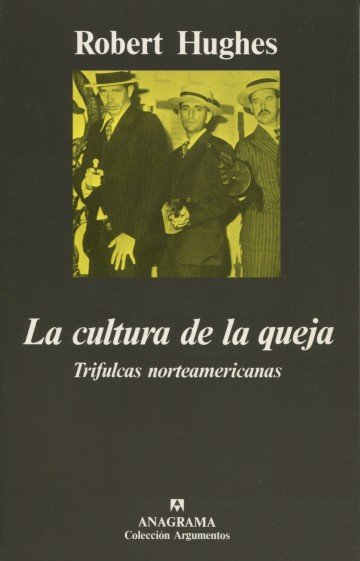 Robert Hughes
La cultura de la queja
Trifulcas norteamericanas
ANAGRAMA
Colección Argumentos